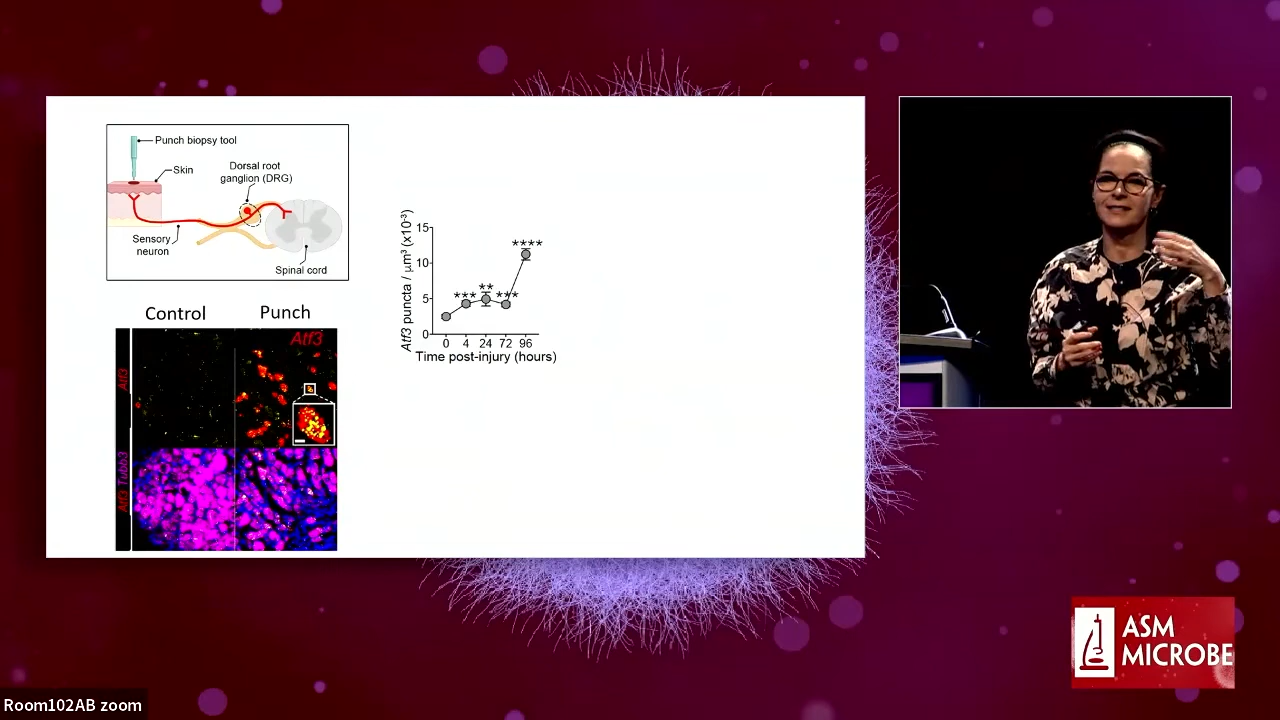 Punch biopsy tool
Skin
Dorsal root
ganglion (DRG)
Sensory
neuron
Spinal cord
Control
Punch
Atf3
Atf3
Atf3 Tubb3
Atf3 puncta / μm³ (x10⁻³)
15
10
5
0
****
***
**
***
0 4 24 72 96
Time post-injury (hours)
ASM
MICROBE
Room102AB zoom